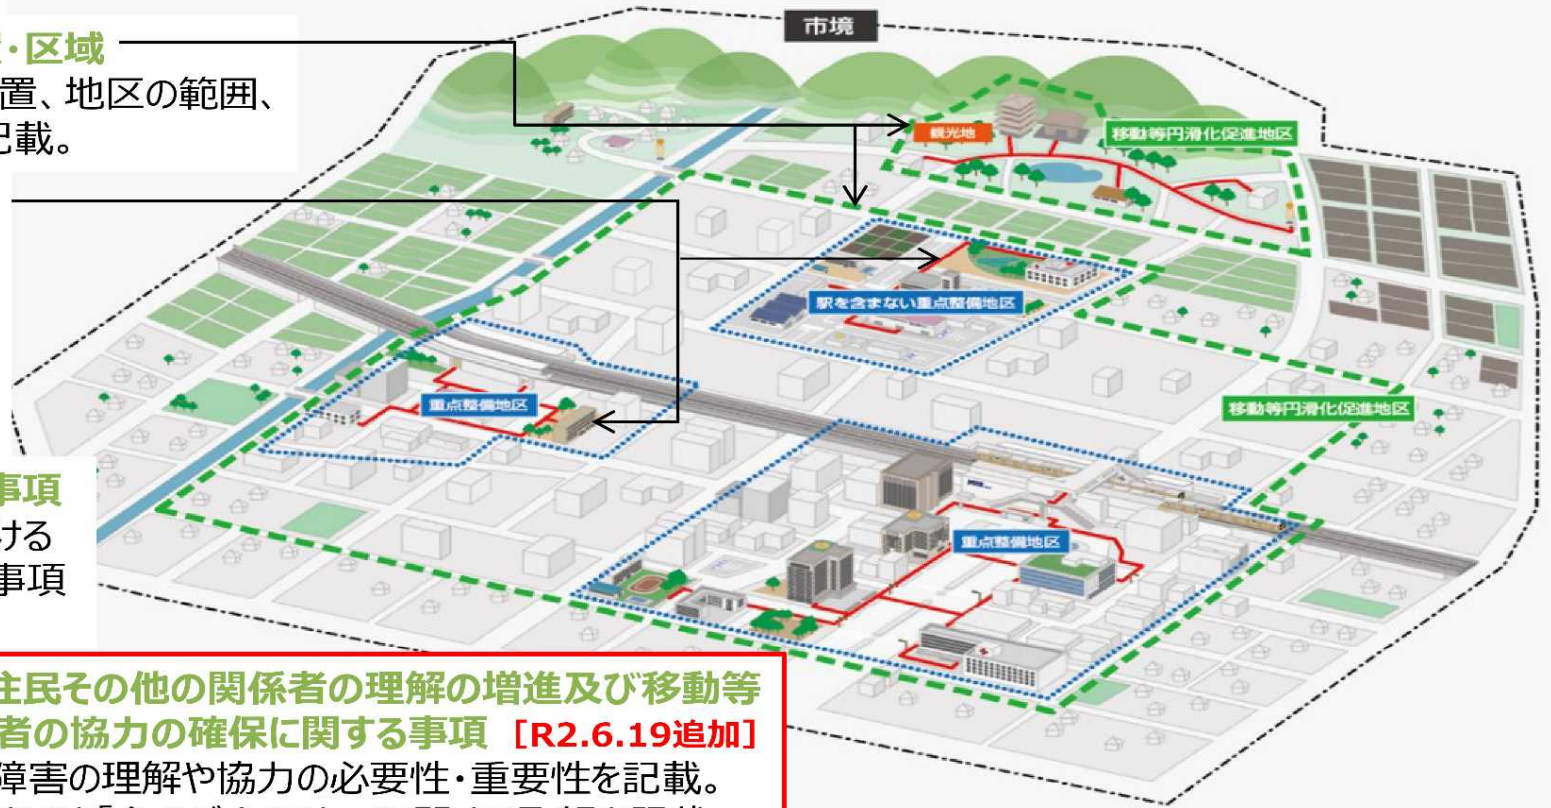 市境
・区域
置、地区の範囲、
記載。
観光地
移動等円滑化促進地区
駅を含まない重点整備地区
重点整備地区
移動等円滑化促進地区
事項
ける
事項
重点整備地区
住民その他の関係者の理解の増進及び移動等
者の協力の確保に関する事項 [R2.6.19追加]
障害の理解や協力の必要性・重要性を記載。